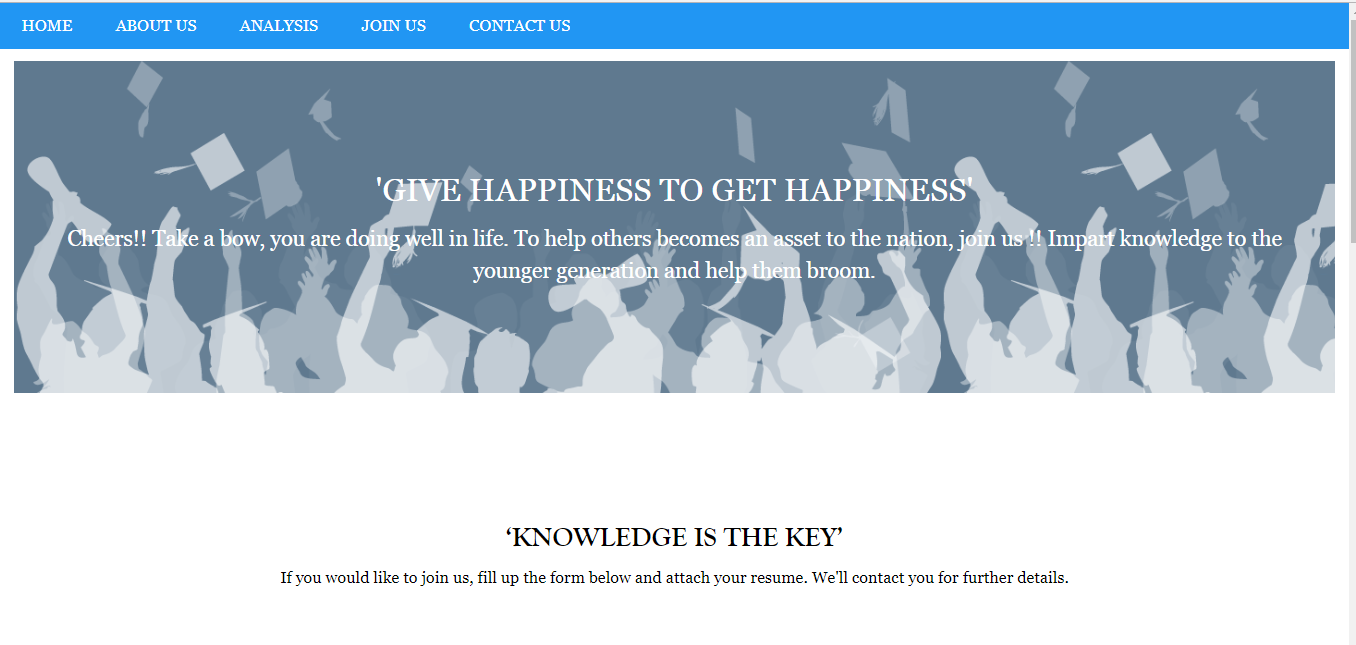 HOME ABOUT US ANALYSIS JOIN US CONTACT US
'GIVE HAPPINESS TO GET HAPPINESS'
Cheers!! Take a bow, you are doing well in life. To help others becomes an asset to the nation, join us !! Impart knowledge to the
younger generation and help them broom.
‘KNOWLEDGE IS THE KEY’
If you would like to join us, fill up the form below and attach your resume. We'll contact you for further details.